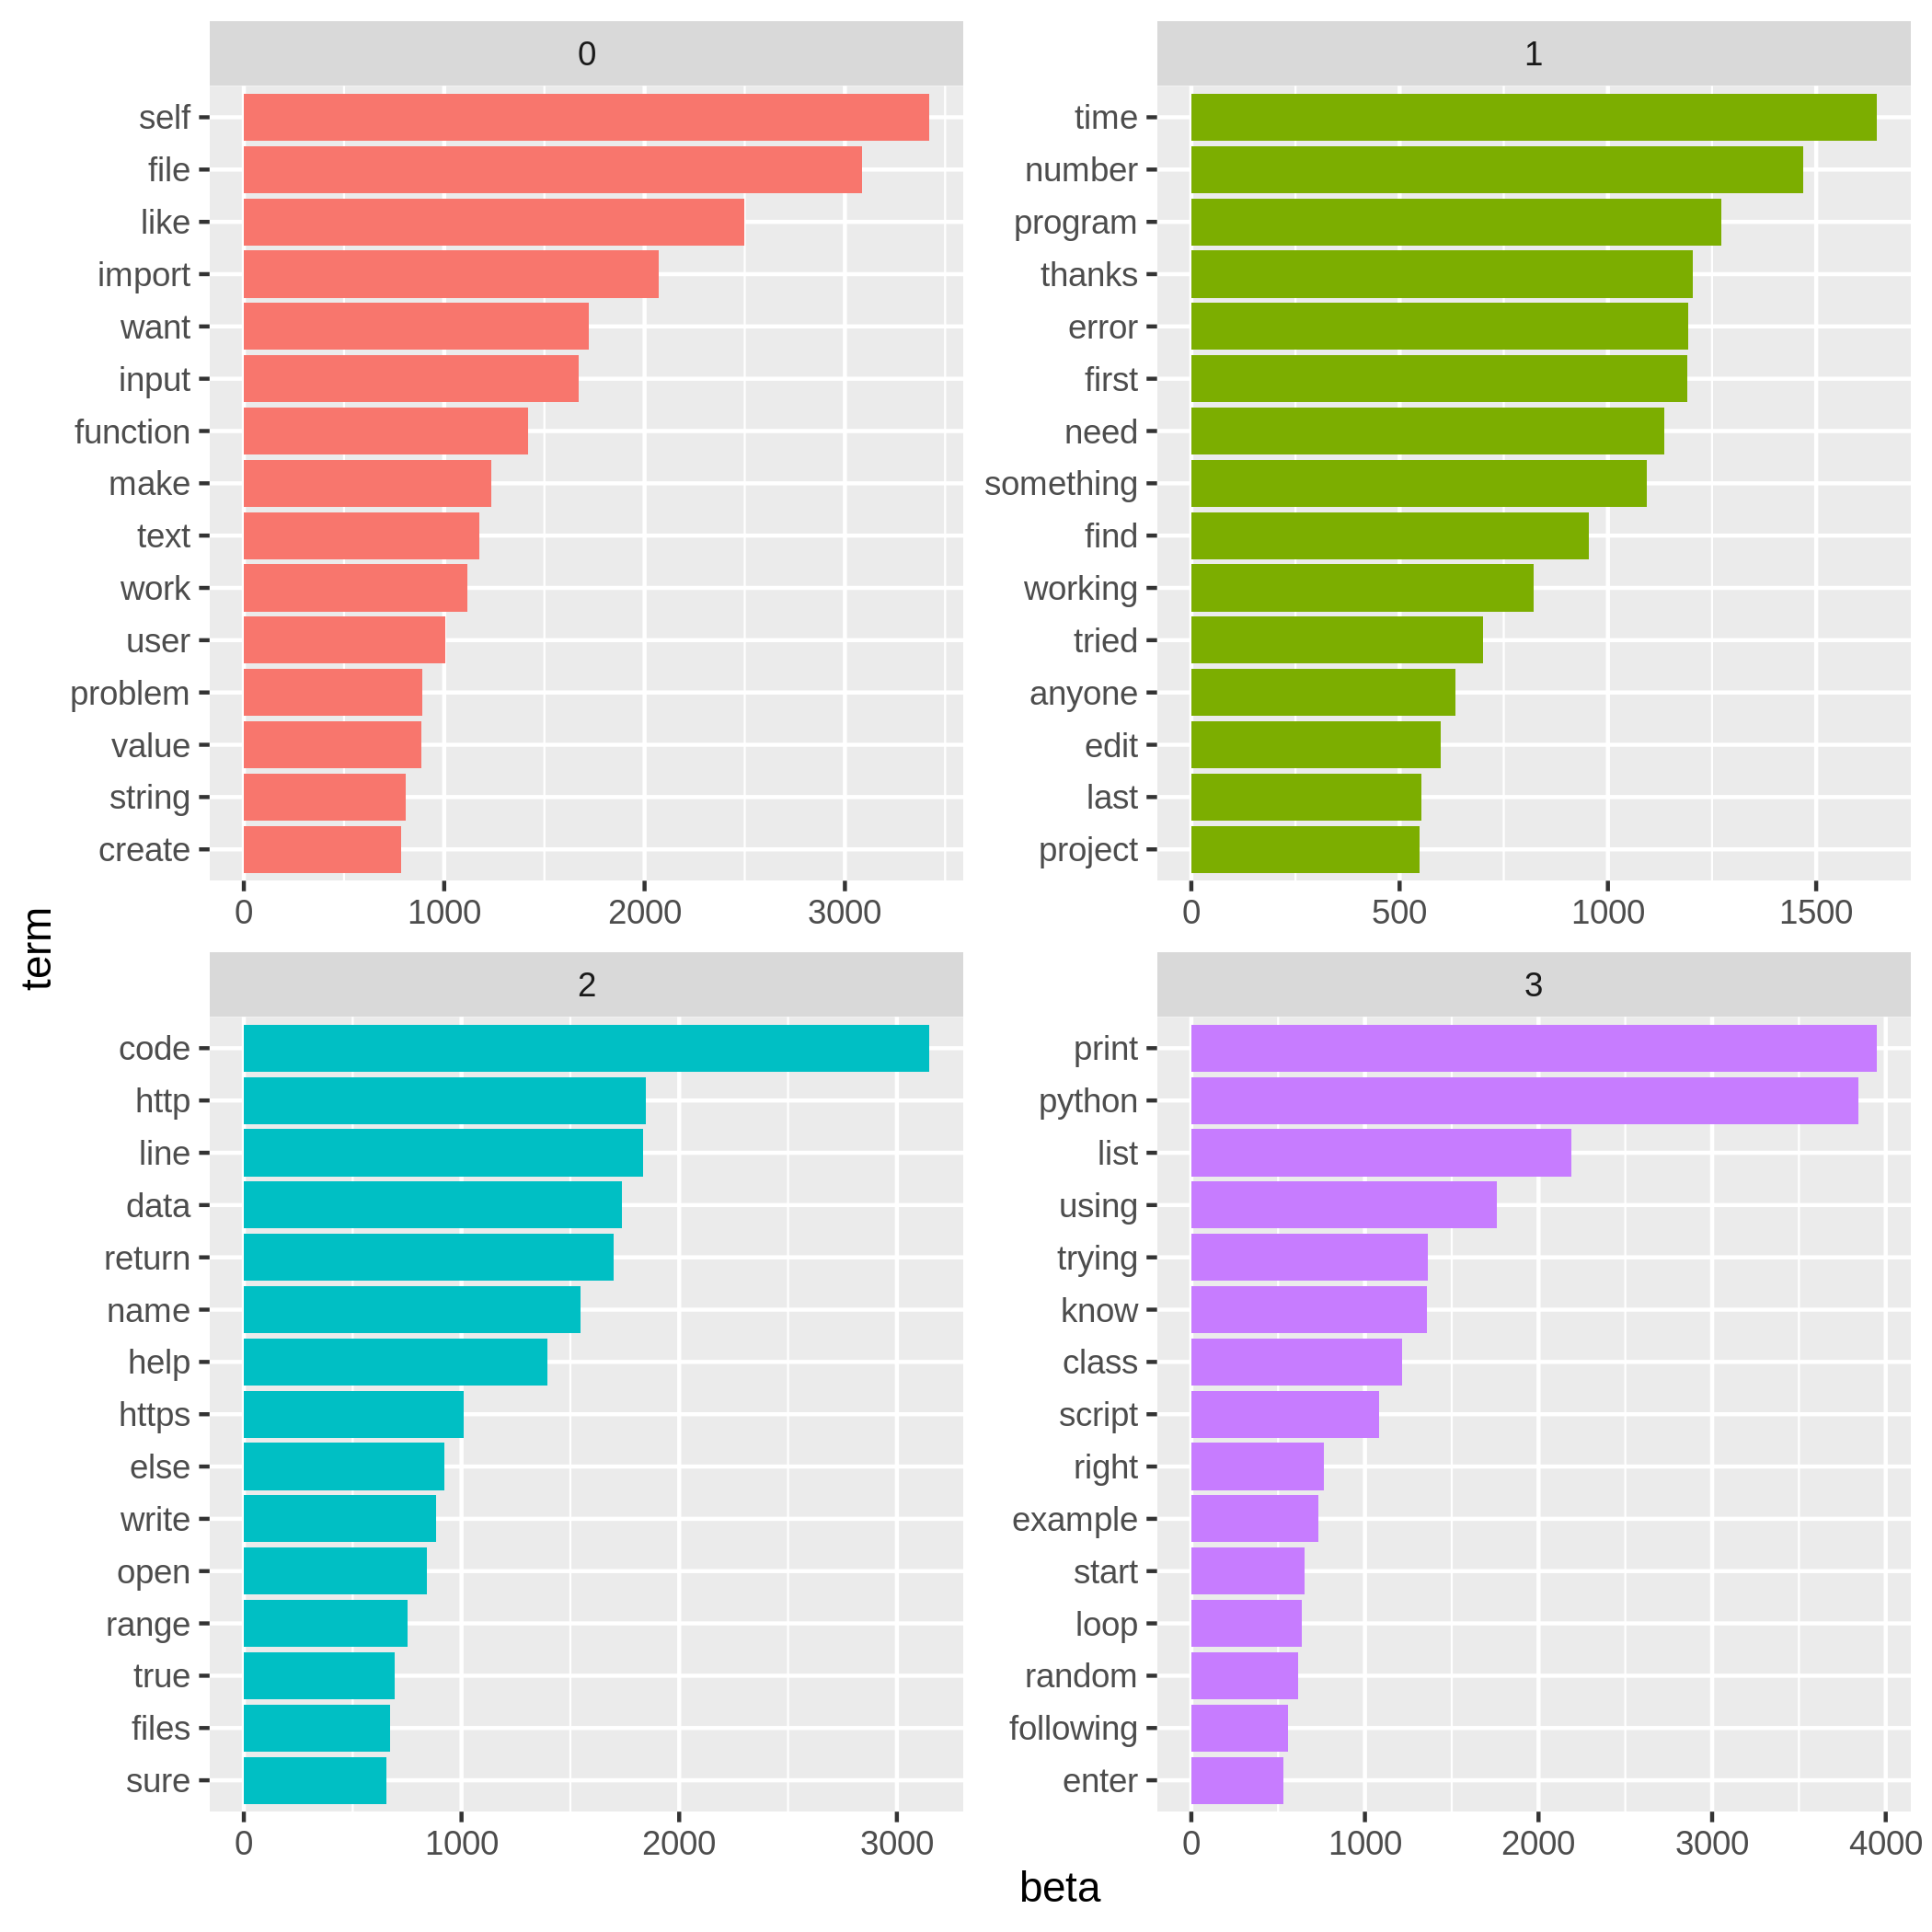 0
self
file
like
import
want
input
function
make
text
work
user
problem
value
string
create
0 1000 2000 3000
1
time
number
program
thanks
error
first
need
something
find
working
tried
anyone
edit
last
project
0 500 1000 1500
term
2
code
http
line
data
return
name
help
https
else
write
open
range
true
files
sure
0 1000 2000 3000
3
print
python
list
using
trying
know
class
script
right
example
start
loop
random
following
enter
0 1000 2000 3000 4000
beta